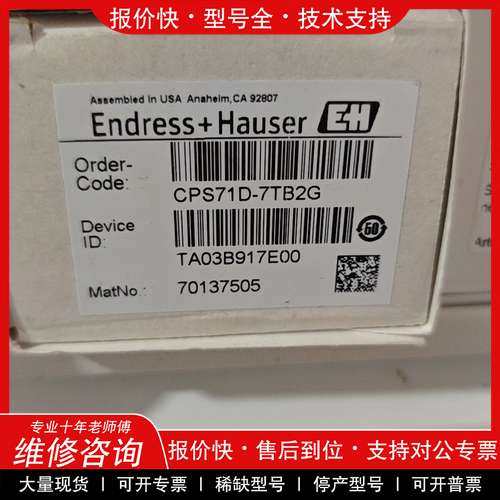 报价快·型号全·技术支持
Assembled in USA Anaheim, CA 92807
Endress+Hauser EH
Order-
Code:
CPS71D-7TB2G
Device
ID:
50
TA03B917E00
MatNo.:
70137505
专业十年老师傅
维修咨询
报价快·售后到位·支持对公专票
大量现货 | 可开专票 | 稀缺型号 | 停产型号 | 可开普票